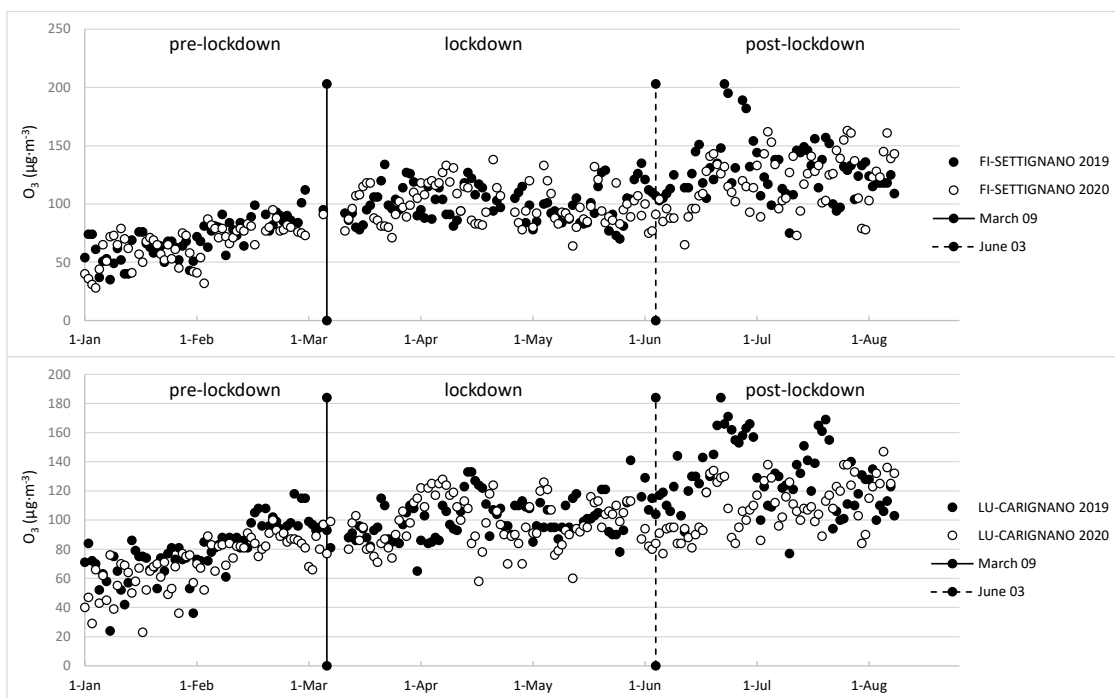 pre-lockdown lockdown post-lockdown
250
200
150
100
50
0
O₃ (µg·m⁻³)
1-Jan 1-Feb 1-Mar 1-Apr 1-May 1-Jun 1-Jul 1-Aug
FI-SETTIGNANO 2019
FI-SETTIGNANO 2020
March 09
June 03
pre-lockdown lockdown post-lockdown
200
180
160
140
120
100
80
60
40
20
0
O₃ (µg·m⁻³)
1-Jan 1-Feb 1-Mar 1-Apr 1-May 1-Jun 1-Jul 1-Aug
LU-CARIGNANO 2019
LU-CARIGNANO 2020
March 09
June 03